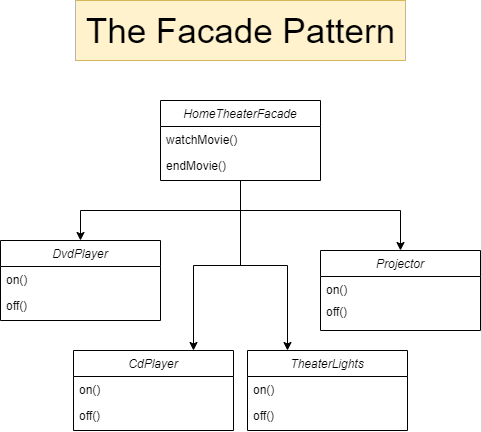 The Facade Pattern
HomeTheaterFacade
watchMovie()
endMovie()
DvdPlayer
on()
off()
Projector
on()
off()
CdPlayer
on()
off()
TheaterLights
on()
off()